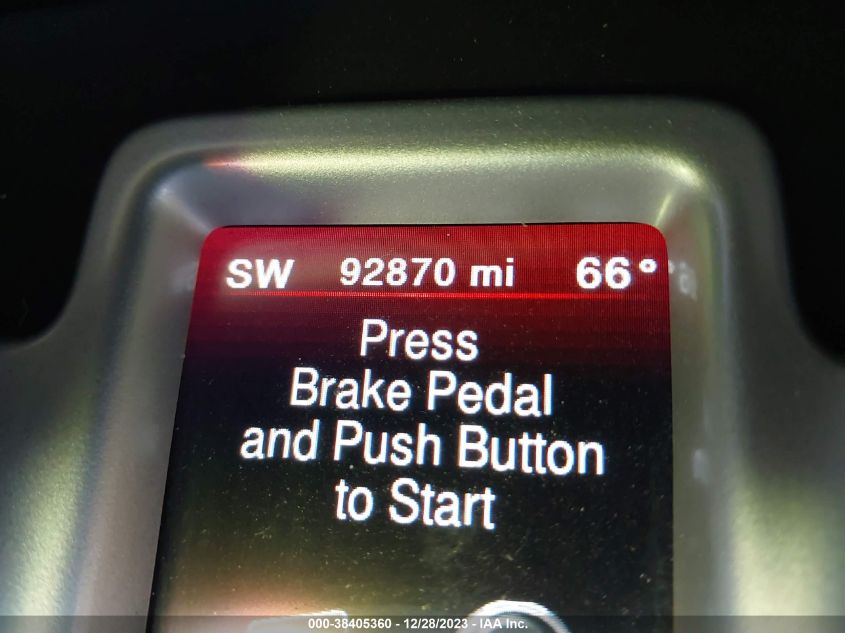 SW 92870 mi 66°
Press
Brake Pedal
and Push Button
to Start
000-38405360 - 12/28/2023 - IAA Inc.